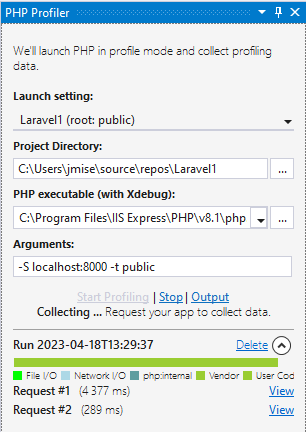 PHP Profiler
We'll launch PHP in profile mode and collect profiling
data.
Launch setting:
Laravel1 (root: public)
Project Directory:
C:\Users\jmise\source\repos\Laravel1
...
PHP executable (with Xdebug):
C:\Program Files\IIS Express\PHP\v8.1\php
...
Arguments:
-S localhost:8000 -t public
Start Profiling | Stop | Output
Collecting ... Request your app to collect data.
Run 2023-04-18T13:29:37 Delete
File I/O Network I/O php:internal Vendor User Cod
Request #1 (4 377 ms) View
Request #2 (289 ms) View